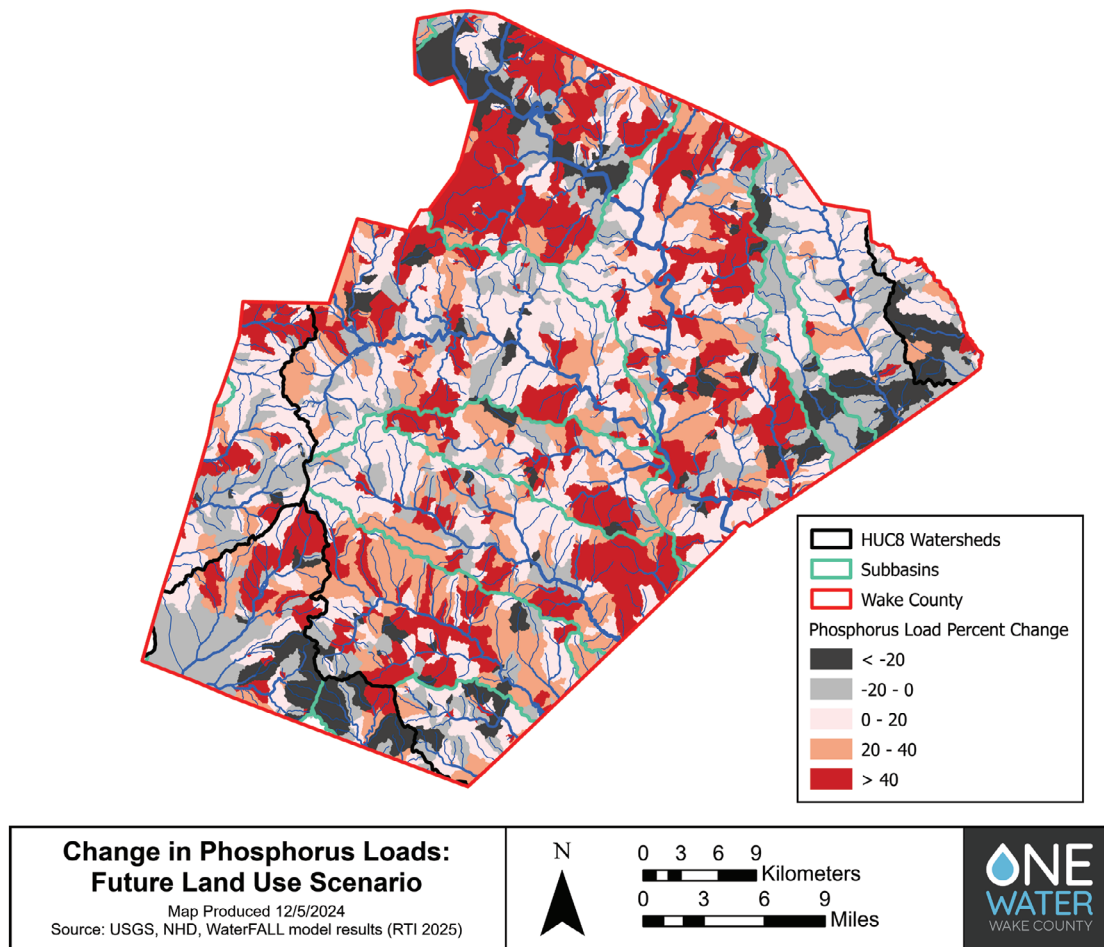 HUC8 Watersheds
Subbasins
Wake County
Phosphorus Load Percent Change
< -20
-20 - 0
0 - 20
20 - 40
> 40
Change in Phosphorus Loads:
Future Land Use Scenario
Map Produced 12/5/2024
Source: USGS, NHD, WaterFALL model results (RTI 2025)
N
0 3 6 9
Kilometers
0 3 6 9
Miles
ONE
WATER
WAKE COUNTY